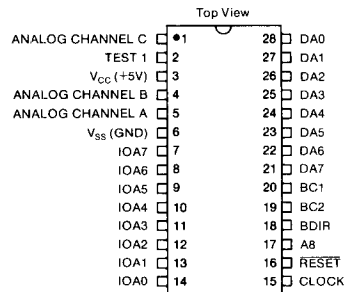 Top View
ANALOG CHANNEL C 1 28 DA0
TEST 1 2 27 DA1
VCC (+5V) 3 26 DA2
ANALOG CHANNEL B 4 25 DA3
ANALOG CHANNEL A 5 24 DA4
VSS (GND) 6 23 DA5
IOA7 7 22 DA6
IOA6 8 21 DA7
IOA5 9 20 BC1
IOA4 10 19 BC2
IOA3 11 18 BDIR
IOA2 12 17 A8
IOA1 13 16 RESET
IOA0 14 15 CLOCK